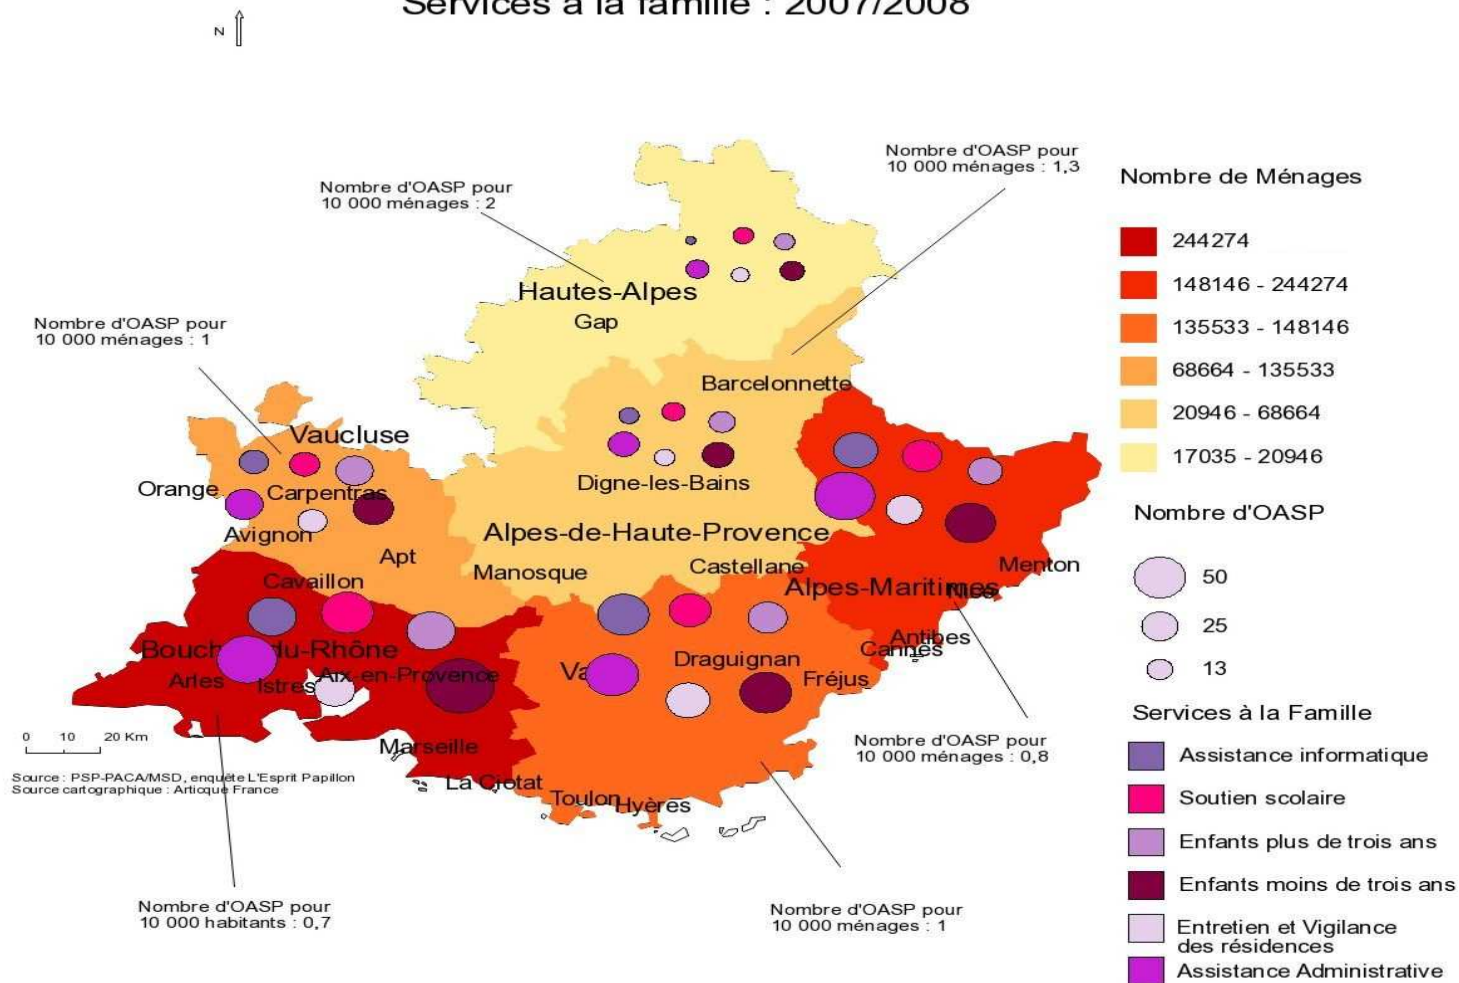 Services à la famille : 2007/2008
N
Nombre d'OASP pour
10 000 ménages : 1,3
Nombre d'OASP pour
10 000 ménages : 2
Nombre d'OASP pour
10 000 ménages : 1
Hautes-Alpes
Gap
Barcelonnette
Vaucluse
Orange
Carpentras
Avignon
Apt
Cavaillon
Digne-les-Bains
Alpes-de-Haute-Provence
Manosque
Castellane
Alpes-Maritimes
Nice
Menton
Antibes
Cannes
Bouch du-Rhône
Arles
Istres
Aix-en-Provence
Va
Draguignan
Fréjus
Marseille
La Ciotat
Toulon
Hyères
0 10 20 Km
Source : PSP-PACA/MSD, enquête L'Esprit Papillon
Source cartographique : Articque France
Nombre d'OASP pour
10 000 ménages : 0,8
Nombre d'OASP pour
10 000 habitants : 0,7
Nombre d'OASP pour
10 000 ménages : 1
Nombre de Ménages
244274
148146 - 244274
135533 - 148146
68664 - 135533
20946 - 68664
17035 - 20946
Nombre d'OASP
50
25
13
Services à la Famille
Assistance informatique
Soutien scolaire
Enfants plus de trois ans
Enfants moins de trois ans
Entretien et Vigilance
des résidences
Assistance Administrative